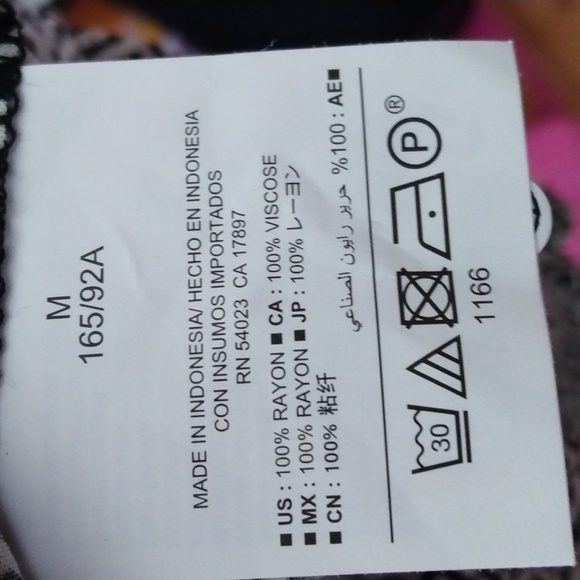 M
165/92A
MADE IN INDONESIA/ HECHO EN INDONESIA
CON INSUMOS IMPORTADOS
RN 54023 CA 17897
■ US : 100% RAYON ■ CA : 100% VISCOSE
■ MX : 100% RAYON ■ JP : 100% レーヨン
■ CN : 100% 粘纤
■AE : 100% حرير رايون الصناعي
30 P ®
1166